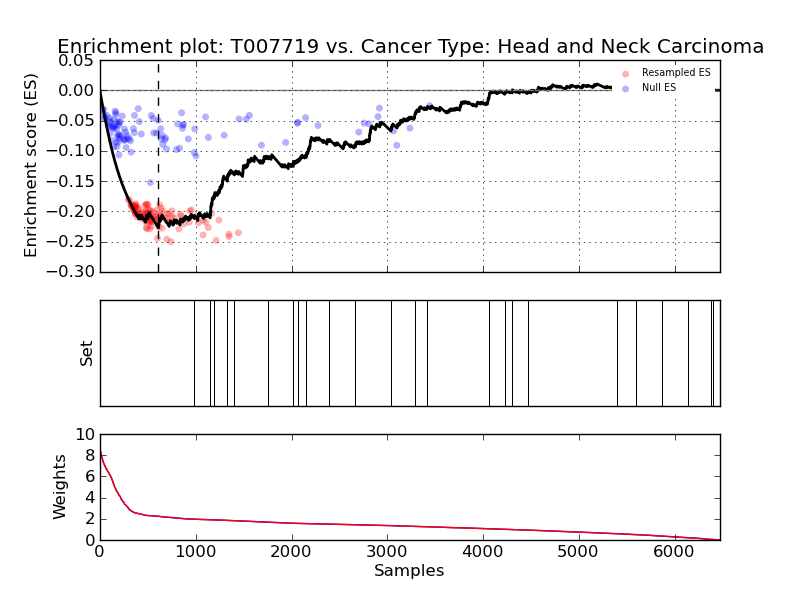 Enrichment plot: T007719 vs. Cancer Type: Head and Neck Carcinoma
Enrichment score (ES)
0.05
0.00
−0.05
−0.10
−0.15
−0.20
−0.25
−0.30
Resampled ES
Null ES
Set
Weights
10
8
6
4
2
0
0 1000 2000 3000 4000 5000 6000
Samples